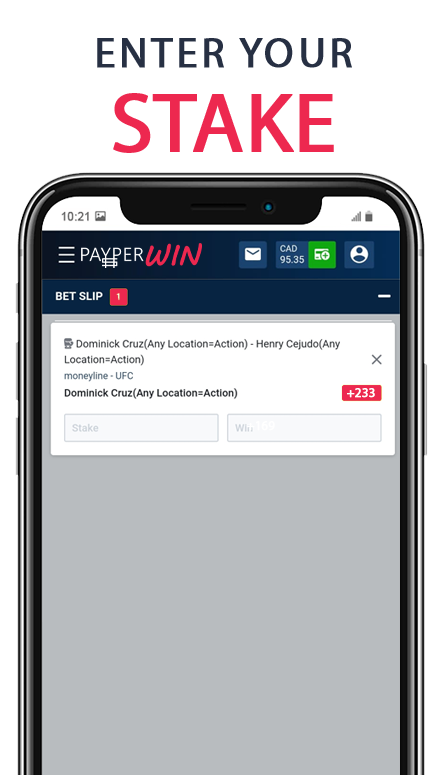 ENTER YOUR
STAKE
10:21
PAYPERWIN
CAD
95.35
BET SLIP 1
Dominick Cruz(Any Location=Action) - Henry Cejudo(Any
Location=Action)
moneyline - UFC
Dominick Cruz(Any Location=Action) +233
Stake
Win